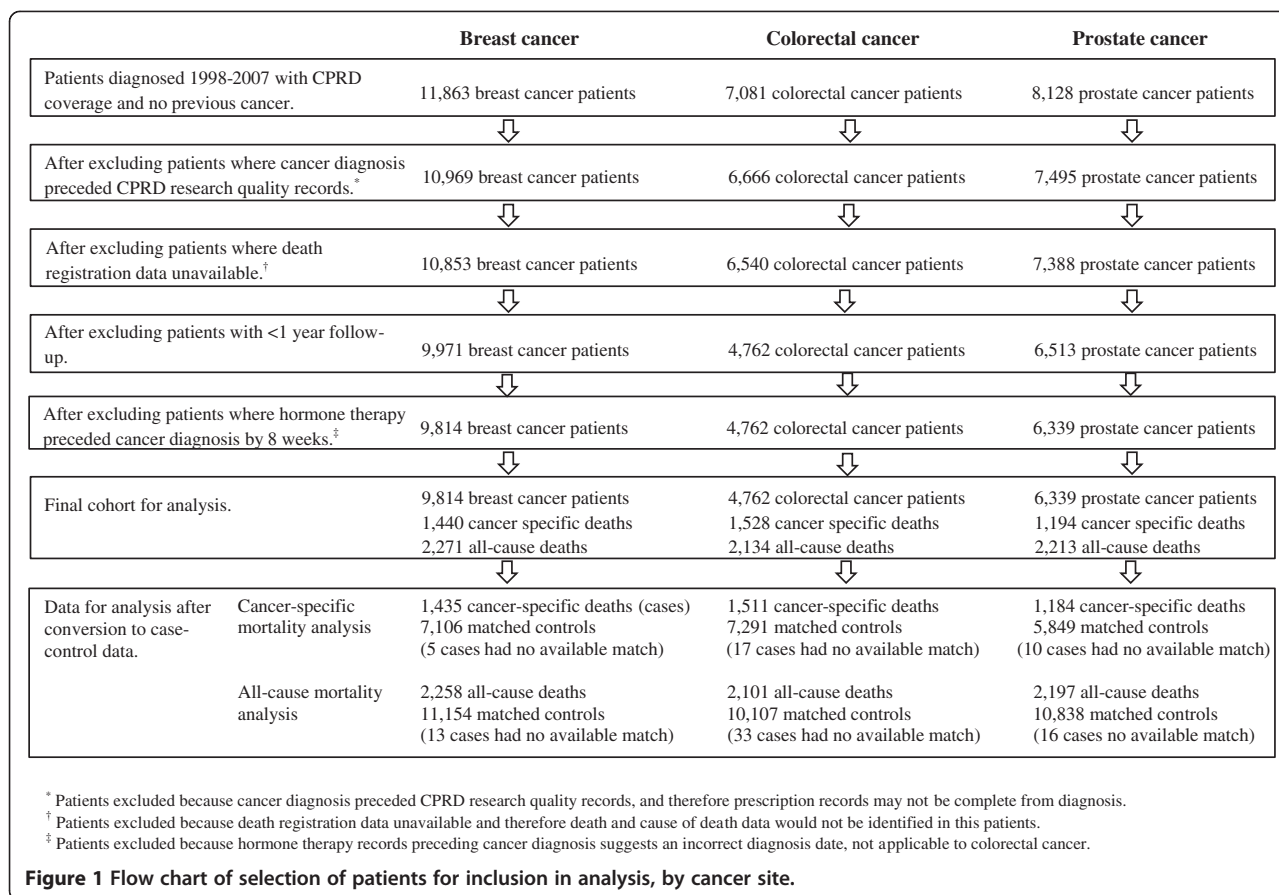 Breast cancer Colorectal cancer Prostate cancer
Patients diagnosed 1998-2007 with CPRD
coverage and no previous cancer.
11,863 breast cancer patients 7,081 colorectal cancer patients 8,128 prostate cancer patients
After excluding patients where cancer diagnosis
preceded CPRD research quality records.*
10,969 breast cancer patients 6,666 colorectal cancer patients 7,495 prostate cancer patients
After excluding patients where death
registration data unavailable.†
10,853 breast cancer patients 6,540 colorectal cancer patients 7,388 prostate cancer patients
After excluding patients with <1 year follow-
up.
9,971 breast cancer patients 4,762 colorectal cancer patients 6,513 prostate cancer patients
After excluding patients where hormone therapy
preceded cancer diagnosis by 8 weeks.‡
9,814 breast cancer patients 4,762 colorectal cancer patients 6,339 prostate cancer patients
Final cohort for analysis.
9,814 breast cancer patients 4,762 colorectal cancer patients 6,339 prostate cancer patients
1,440 cancer specific deaths 1,528 cancer specific deaths 1,194 cancer specific deaths
2,271 all-cause deaths 2,134 all-cause deaths 2,213 all-cause deaths
Data for analysis after
conversion to case-
control data.
Cancer-specific
mortality analysis
1,435 cancer-specific deaths (cases) 1,511 cancer-specific deaths 1,184 cancer-specific deaths
7,106 matched controls 7,291 matched controls 5,849 matched controls
(5 cases had no available match) (17 cases had no available match) (10 cases had no available match)
All-cause mortality
analysis
2,258 all-cause deaths 2,101 all-cause deaths 2,197 all-cause deaths
11,154 matched controls 10,107 matched controls 10,838 matched controls
(13 cases had no available match) (33 cases had no available match) (16 cases no available match)
* Patients excluded because cancer diagnosis preceded CPRD research quality records, and therefore prescription records may not be complete from diagnosis.
† Patients excluded because death registration data unavailable and therefore death and cause of death data would not be identified in this patients.
‡ Patients excluded because hormone therapy records preceding cancer diagnosis suggests an incorrect diagnosis date, not applicable to colorectal cancer.
Figure 1 Flow chart of selection of patients for inclusion in analysis, by cancer site.